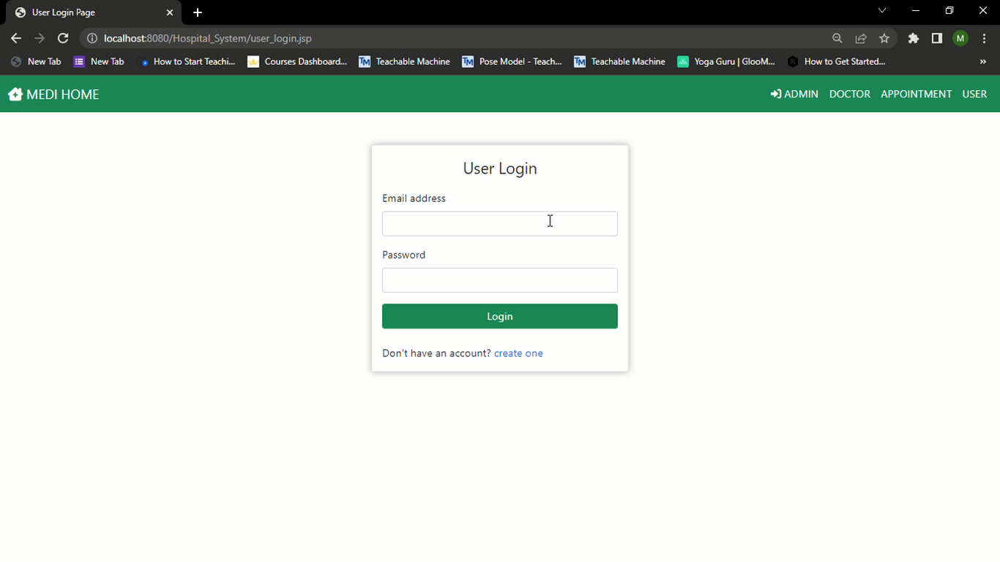 User Login Page
localhost:8080/Hospital_System/user_login.jsp
M
New Tab New Tab How to Start Teachi... Courses Dashboard... Teachable Machine Pose Model - Teach... Teachable Machine Yoga Guru | GlooM... How to Get Started... »
MEDI HOME ADMIN DOCTOR APPOINTMENT USER
User Login
Email address
Password
Login
Don't have an account? create one